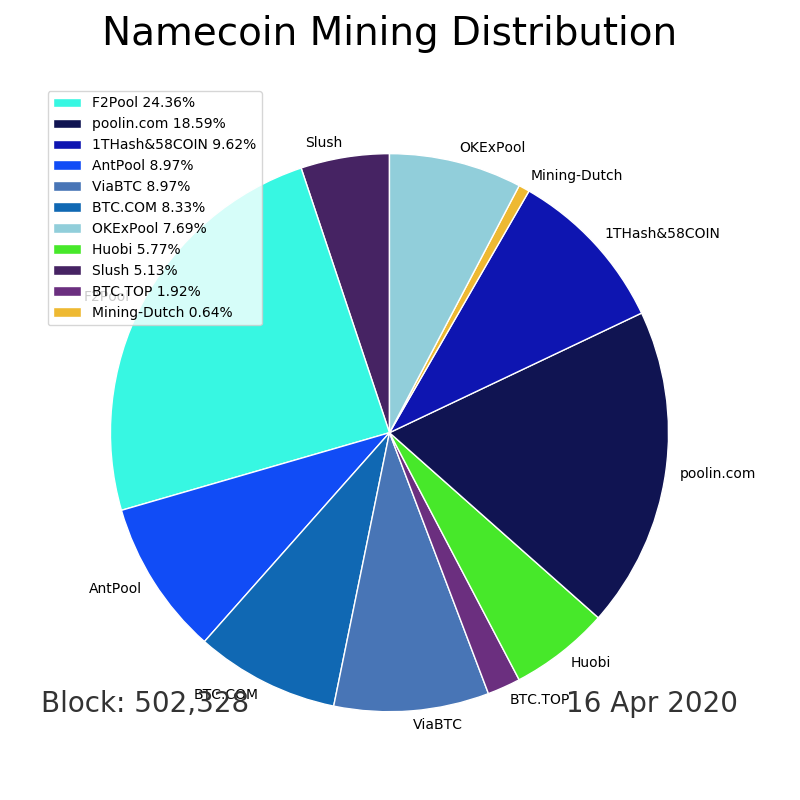 Namecoin Mining Distribution
F2Pool 24.36%
poolin.com 18.59%
1THash&58COIN 9.62%
AntPool 8.97%
ViaBTC 8.97%
BTC.COM 8.33%
OKExPool 7.69%
Huobi 5.77%
Slush 5.13%
BTC.TOP 1.92%
Mining-Dutch 0.64%
Slush
OKExPool
Mining-Dutch
1THash&58COIN
F2Pool
poolin.com
AntPool
Huobi
BTC.COM
BTC.TOP
ViaBTC
Block: 502,328
16 Apr 2020